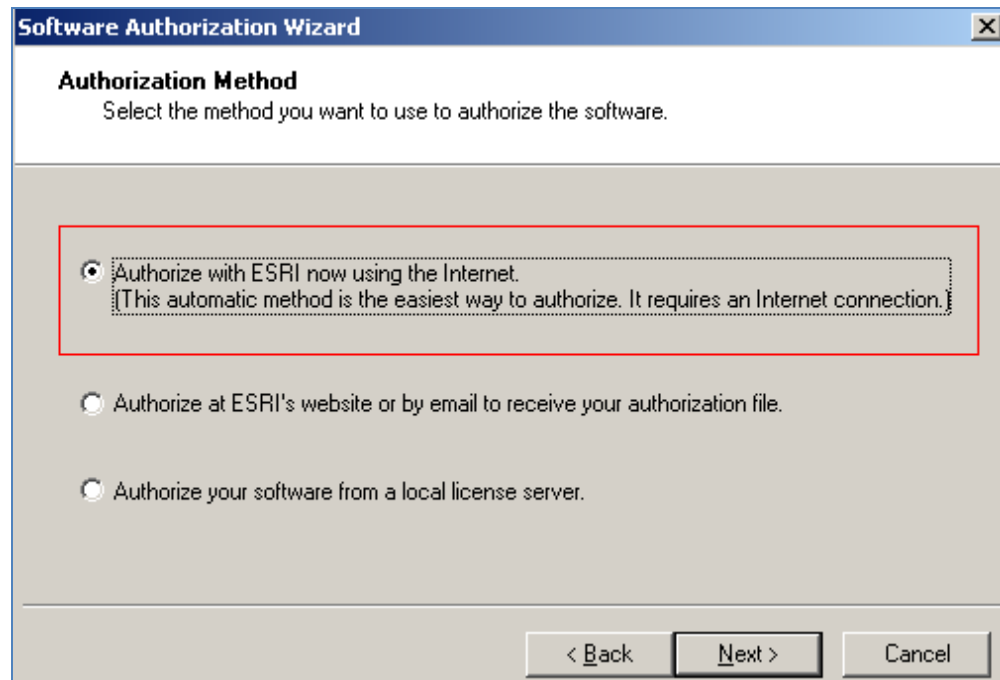 Software Authorization Wizard
Authorization Method
Select the method you want to use to authorize the software.
Authorize with ESRI now using the Internet.
(This automatic method is the easiest way to authorize. It requires an Internet connection.)
Authorize at ESRI's website or by email to receive your authorization file.
Authorize your software from a local license server.
< Back Next > Cancel